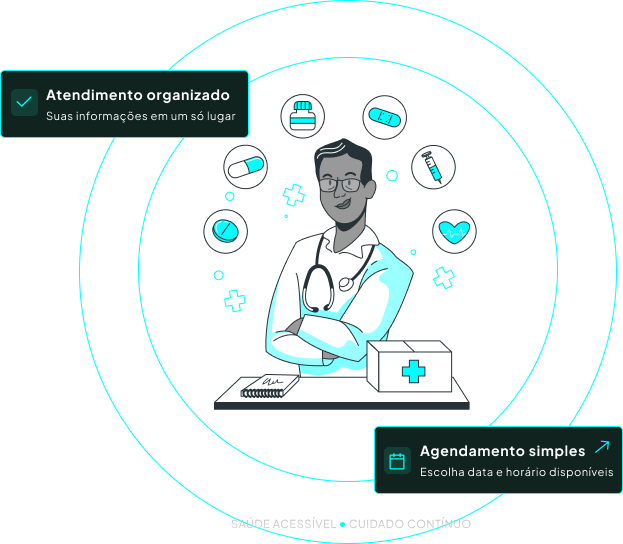 Atendimento organizado
Suas informações em um só lugar
Agendamento simples
Escolha data e horário disponíveis
SAÚDE ACESSÍVEL ● CUIDADO CONTÍNUO